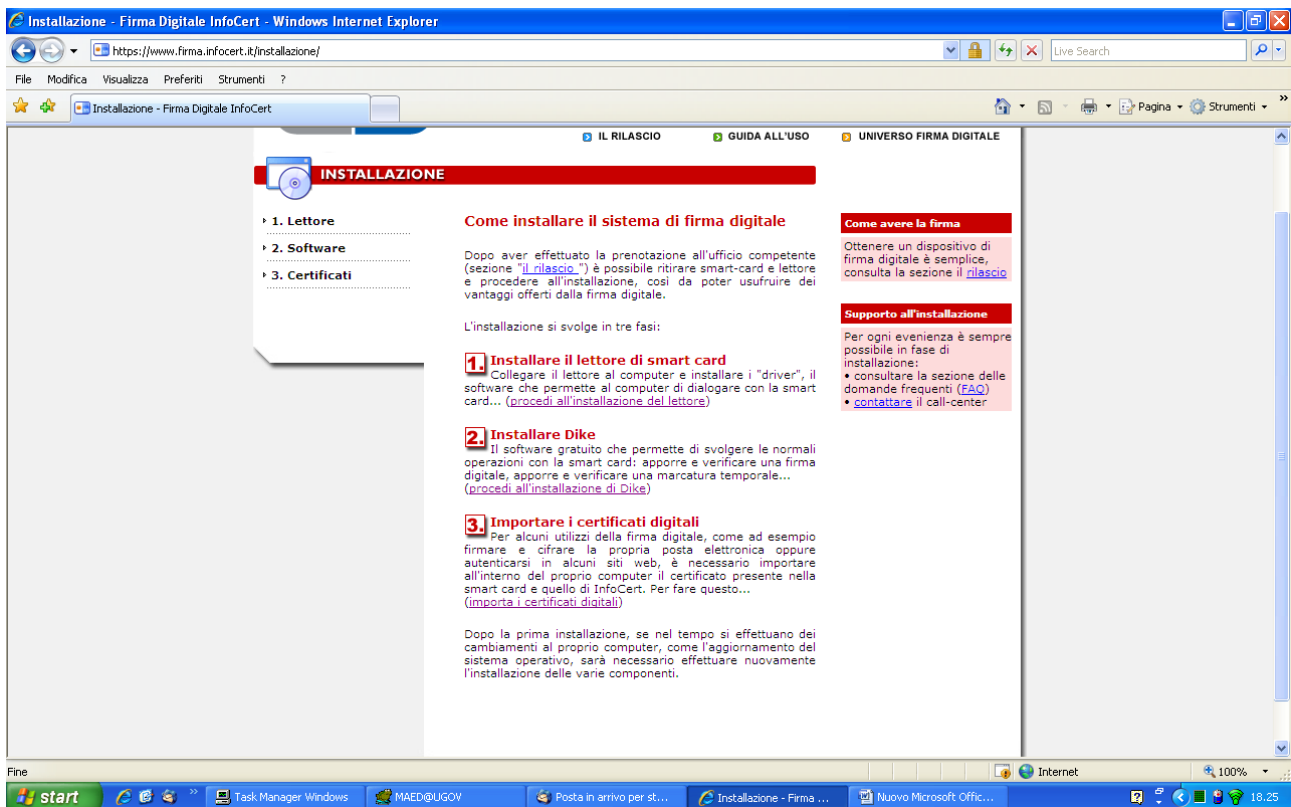 Installazione - Firma Digitale InfoCert - Windows Internet Explorer
https://www.firma.infocert.it/installazione/
Live Search
File Modifica Visualizza Preferiti Strumenti ?
Installazione - Firma Digitale InfoCert
Pagina
Strumenti
IL RILASCIO
GUIDA ALL'USO
UNIVERSO FIRMA DIGITALE
INSTALLAZIONE
1. Lettore
2. Software
3. Certificati
Come installare il sistema di firma digitale
Dopo aver effettuato la prenotazione all'ufficio competente
(sezione "il rilascio ") è possibile ritirare smart-card e lettore
e procedere all'installazione, così da poter usufruire dei
vantaggi offerti dalla firma digitale.
L'installazione si svolge in tre fasi:
1. Installare il lettore di smart card
Collegare il lettore al computer e installare i "driver", il
software che permette al computer di dialogare con la smart
card... (procedi all'installazione del lettore)
2. Installare Dike
Il software gratuito che permette di svolgere le normali
operazioni con la smart card: apporre e verificare una firma
digitale, apporre e verificare una marcatura temporale...
(procedi all'installazione di Dike)
3. Importare i certificati digitali
Per alcuni utilizzi della firma digitale, come ad esempio
firmare e cifrare la propria posta elettronica oppure
autenticarsi in alcuni siti web, è necessario importare
all'interno del proprio computer il certificato presente nella
smart card e quello di InfoCert. Per fare questo...
(importa i certificati digitali)
Dopo la prima installazione, se nel tempo si effettuano dei
cambiamenti al proprio computer, come l'aggiornamento del
sistema operativo, sarà necessario effettuare nuovamente
l'installazione delle varie componenti.
Come avere la firma
Ottenere un dispositivo di
firma digitale è semplice,
consulta la sezione il rilascio
Supporto all'installazione
Per ogni evenienza è sempre
possibile in fase di
installazione:
• consultare la sezione delle
domande frequenti (FAQ)
• contattare il call-center
Fine
Internet
100%
start
Task Manager Windows
MAED@UGOV
Posta in arrivo per st...
Installazione - Firma ...
Nuovo Microsoft Offic...
18.25